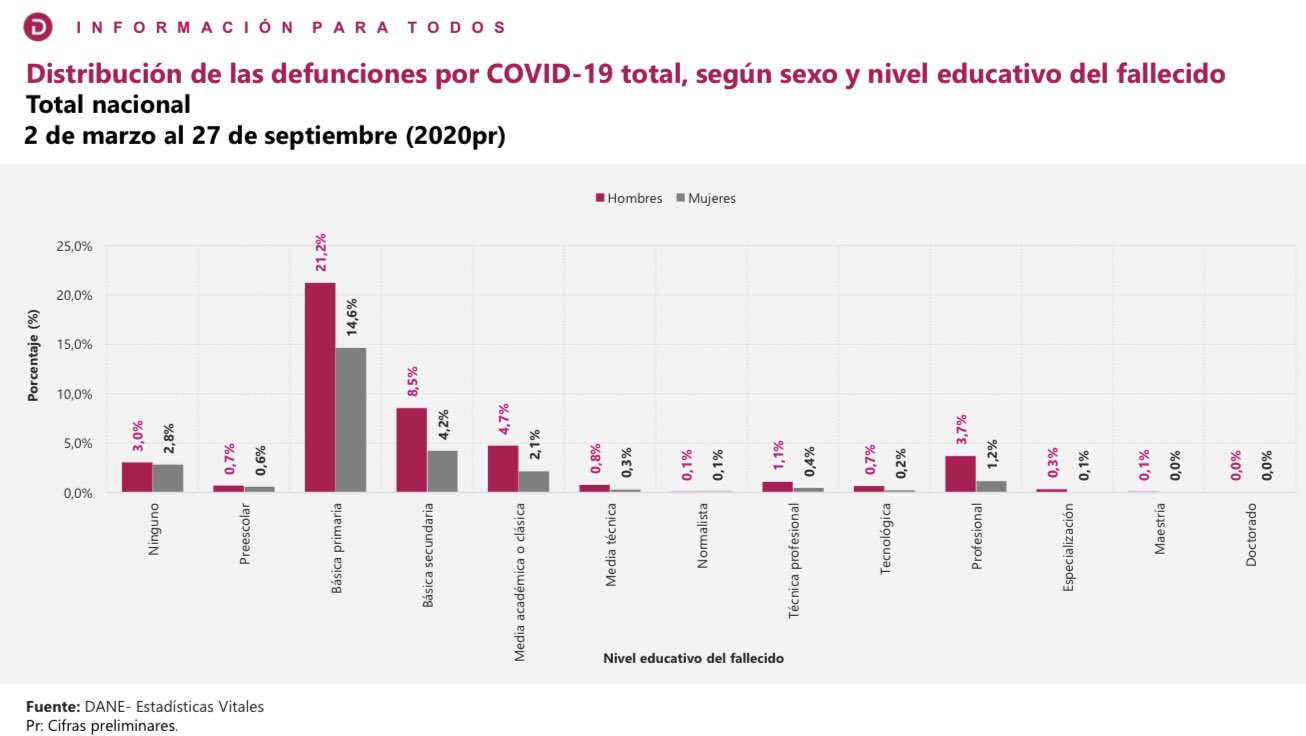 D INFORMACIÓN PARA TODOS
Distribución de las defunciones por COVID-19 total, según sexo y nivel educativo del fallecido
Total nacional
2 de marzo al 27 de septiembre (2020pr)
Hombres Mujeres
Porcentaje (%)
25,0%
20,0%
15,0%
10,0%
5,0%
0,0%
3,0% 2,8%
0,7% 0,6%
21,2% 14,6%
8,5% 4,2%
4,7% 2,1%
0,8% 0,3%
0,1% 0,1%
1,1% 0,4%
0,7% 0,2%
3,7% 1,2%
0,3% 0,1%
0,1% 0,0%
0,0% 0,0%
Ninguno
Preescolar
Básica primaria
Básica secundaria
Media académica o clásica
Media técnica
Normalista
Técnica profesional
Tecnológica
Profesional
Especialización
Maestría
Doctorado
Nivel educativo del fallecido
Fuente: DANE- Estadísticas Vitales
Pr: Cifras preliminares.